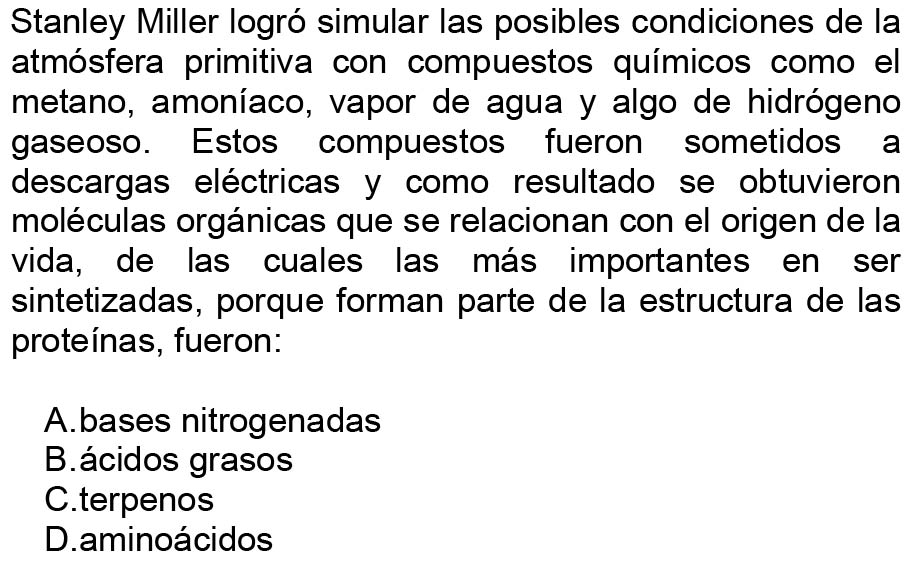 Stanley Miller logró simular las posibles condiciones de la
atmósfera primitiva con compuestos químicos como el
metano, amoníaco, vapor de agua y algo de hidrógeno
gaseoso. Estos compuestos fueron sometidos a
descargas eléctricas y como resultado se obtuvieron
moléculas orgánicas que se relacionan con el origen de la
vida, de las cuales las más importantes en ser
sintetizadas, porque forman parte de la estructura de las
proteínas, fueron:
A.bases nitrogenadas
B.ácidos grasos
C.terpenos
D.aminoácidos